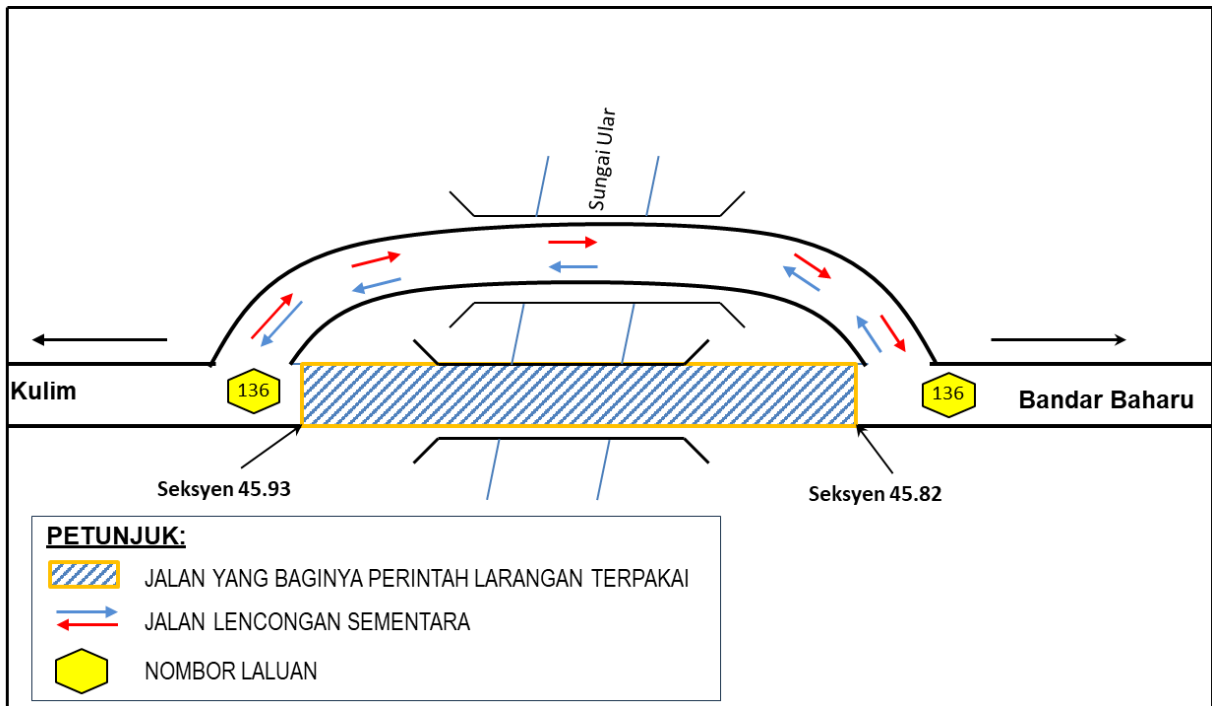 Sungai Ular
136
Kulim
136
Bandar Baharu
Seksyen 45.93
Seksyen 45.82
PETUNJUK:
JALAN YANG BAGINYA PERINTAH LARANGAN TERPAKAI
JALAN LENCONGAN SEMENTARA
NOMBOR LALUAN